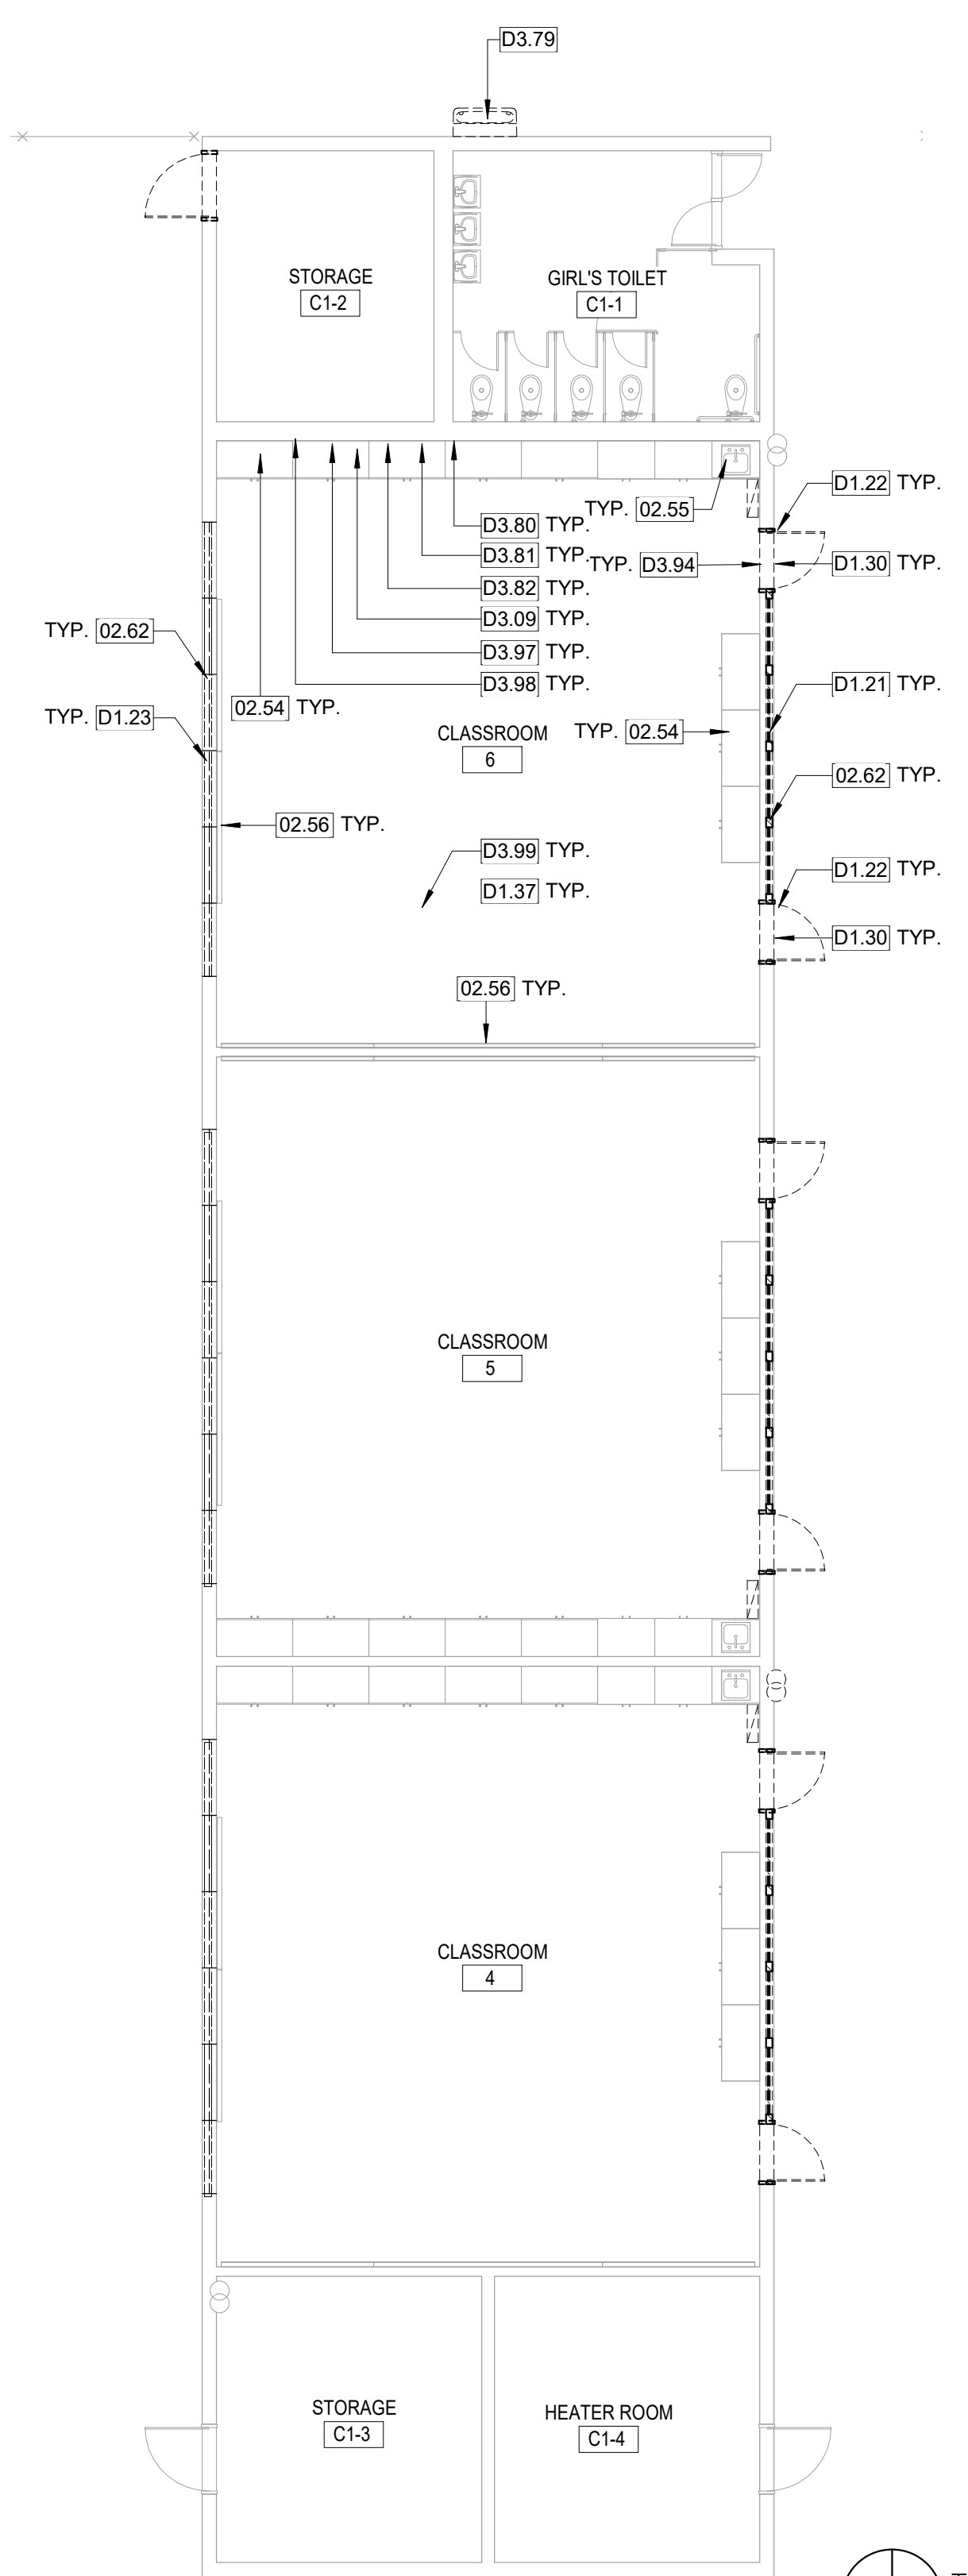 D3.79
STORAGE
C1-2
GIRL'S TOILET
C1-1
D1.22 TYP.
TYP. 02.55
D3.80 TYP.
D3.81 TYP.
TYP. D3.94
D1.30 TYP.
D3.82 TYP.
D3.09 TYP.
TYP. 02.62
D3.97 TYP.
D3.98 TYP.
D1.21 TYP.
02.54 TYP.
TYP. D1.23
CLASSROOM
6
TYP. 02.54
02.62 TYP.
02.56 TYP.
D3.99 TYP.
D1.37 TYP.
D1.22 TYP.
D1.30 TYP.
02.56 TYP.
CLASSROOM
5
CLASSROOM
4
STORAGE
C1-3
HEATER ROOM
C1-4